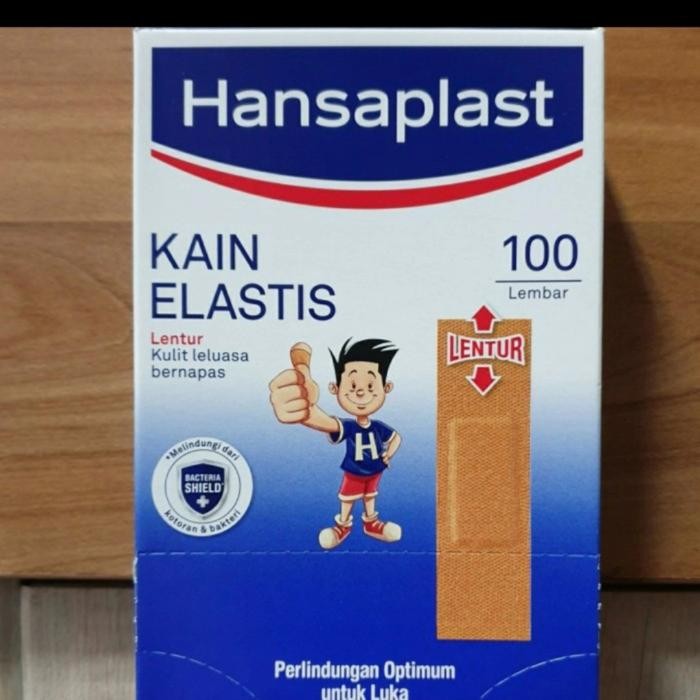 Hansaplast
KAIN
ELASTIS
100
Lembar
Lentur
Kulit leluasa
bernapas
LENTUR
H
*Melindungi dari
BACTERIA
SHIELD
kotoran & bakteri
Perlindungan Optimum
untuk Luka